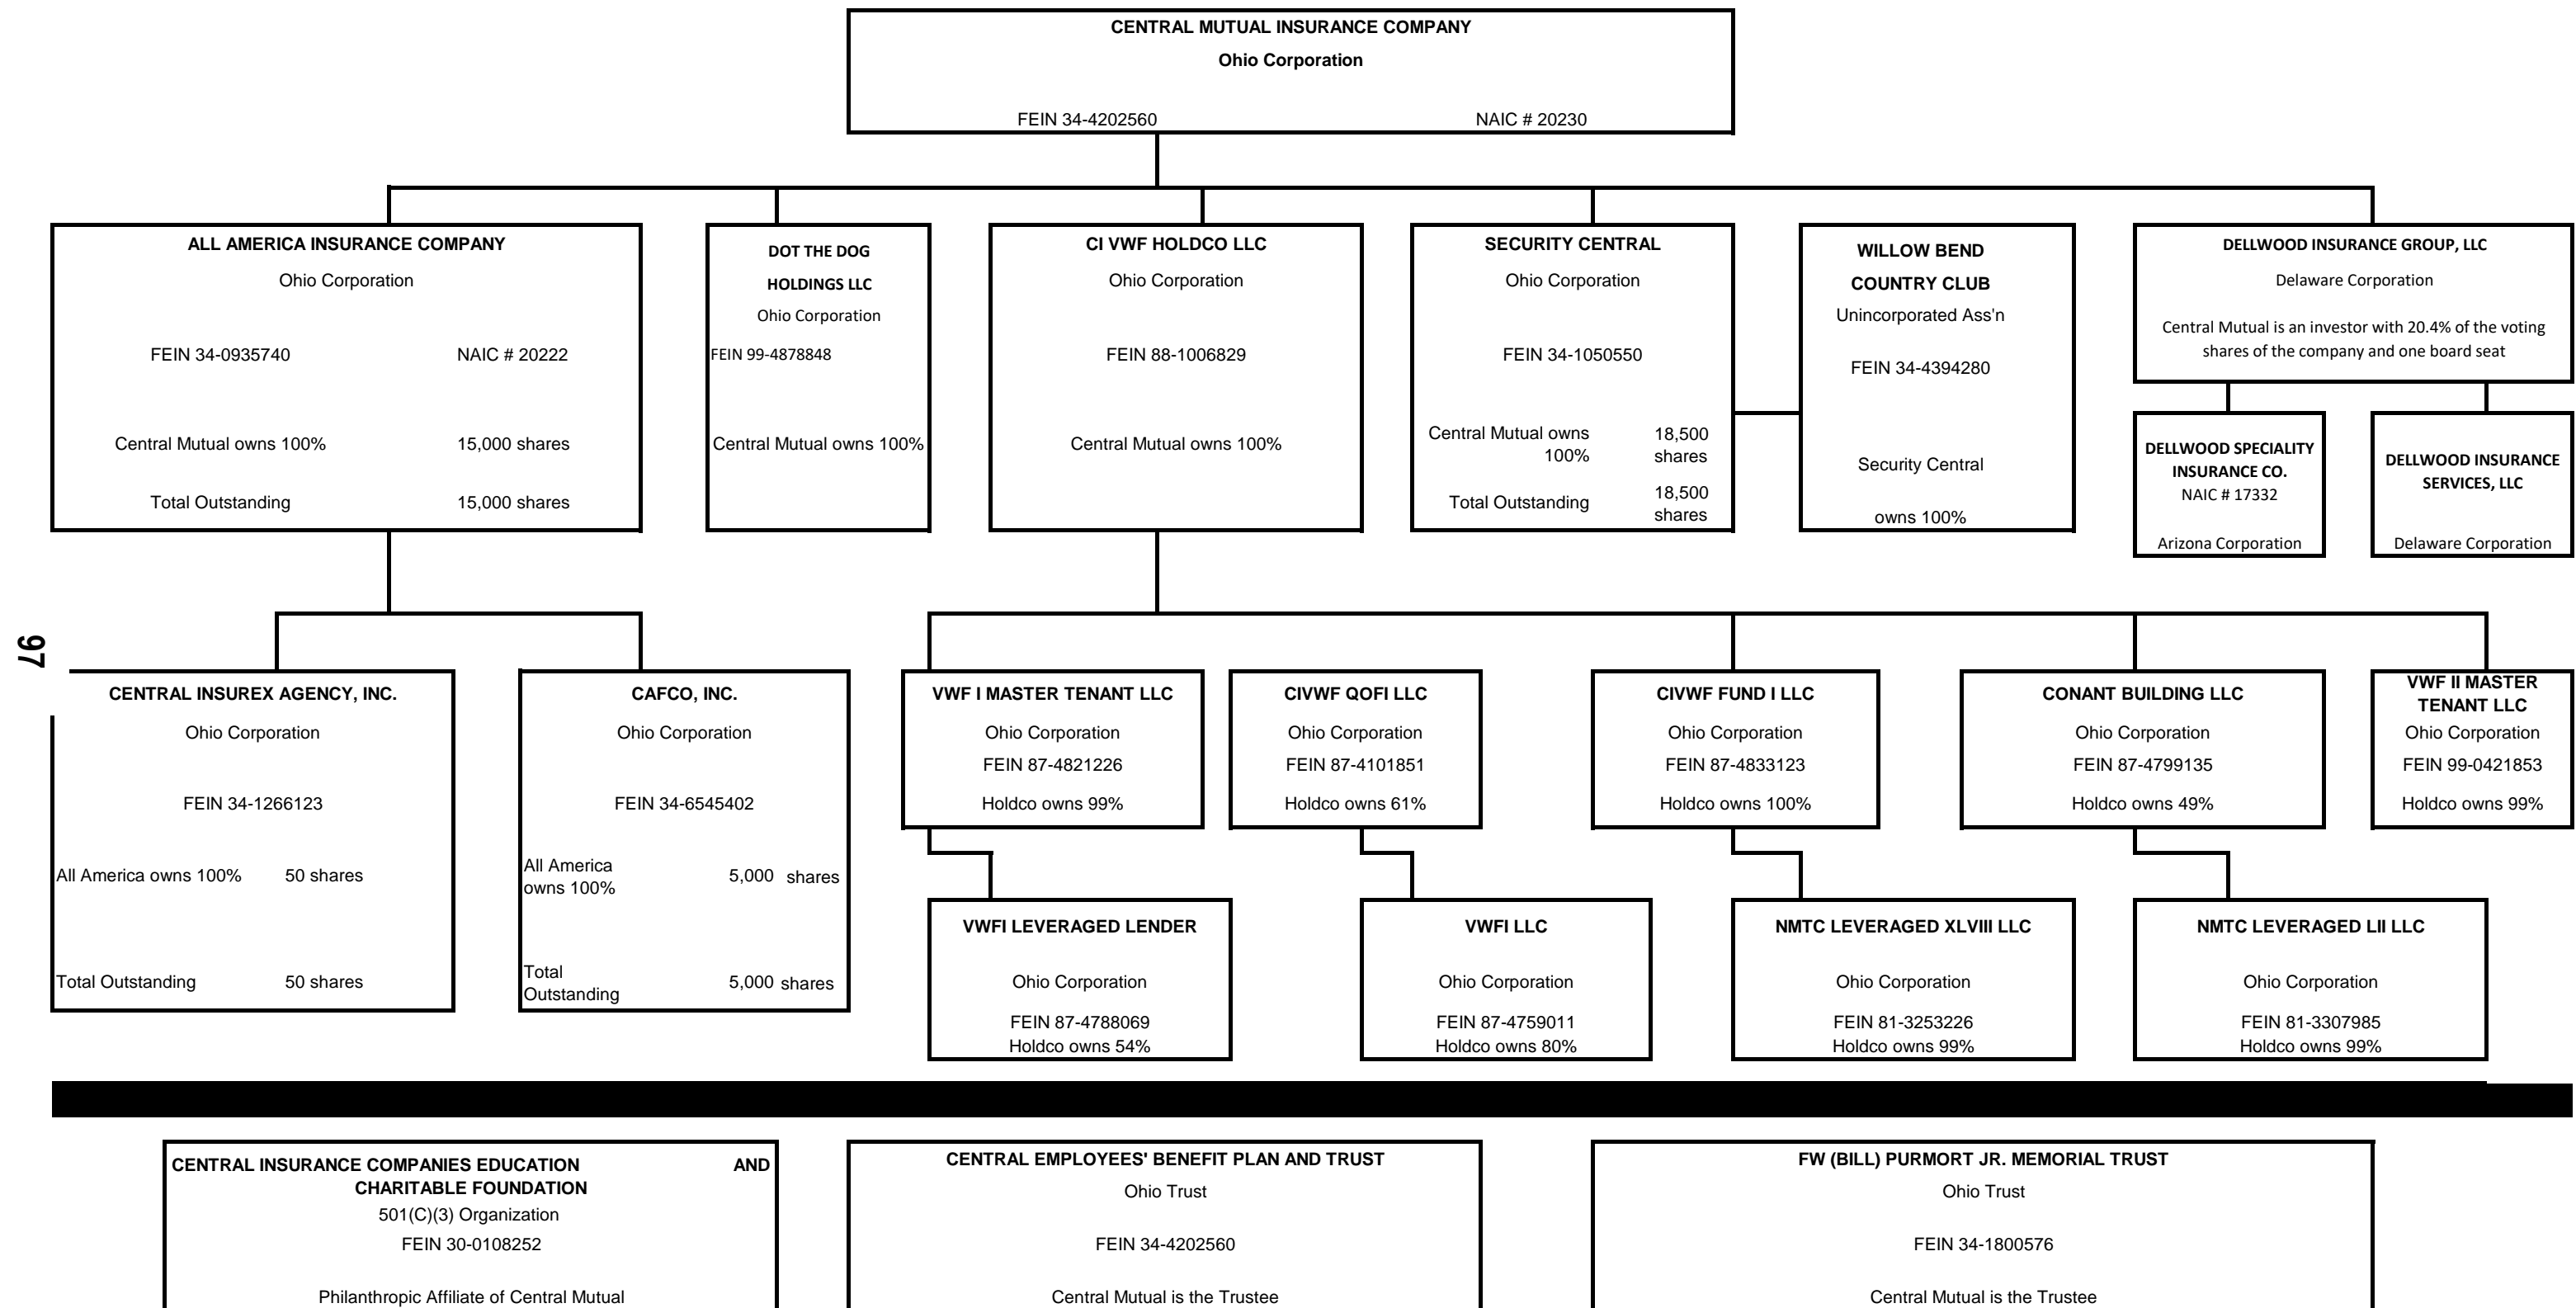 CENTRAL MUTUAL INSURANCE COMPANY
Ohio Corporation
FEIN 34-4202560 NAIC # 20230
ALL AMERICA INSURANCE COMPANY
Ohio Corporation
FEIN 34-0935740 NAIC # 20222
Central Mutual owns 100% 15,000 shares
Total Outstanding 15,000 shares
DOT THE DOG
HOLDINGS LLC
Ohio Corporation
FEIN 99-4878848
Central Mutual owns 100%
CI VWF HOLDCO LLC
Ohio Corporation
FEIN 88-1006829
Central Mutual owns 100%
SECURITY CENTRAL
Ohio Corporation
FEIN 34-1050550
Central Mutual owns 18,500
100% shares
Total Outstanding 18,500
shares
WILLOW BEND
COUNTRY CLUB
Unincorporated Ass'n
FEIN 34-4394280
Security Central
owns 100%
DELLWOOD INSURANCE GROUP, LLC
Delaware Corporation
Central Mutual is an investor with 20.4% of the voting
shares of the company and one board seat
DELLWOOD SPECIALITY
INSURANCE CO.
NAIC # 17332
Arizona Corporation
DELLWOOD INSURANCE
SERVICES, LLC
Delaware Corporation
97
CENTRAL INSUREX AGENCY, INC.
Ohio Corporation
FEIN 34-1266123
All America owns 100% 50 shares
Total Outstanding 50 shares
CAFCO, INC.
Ohio Corporation
FEIN 34-6545402
All America
owns 100% 5,000 shares
Total
Outstanding 5,000 shares
VWF I MASTER TENANT LLC
Ohio Corporation
FEIN 87-4821226
Holdco owns 99%
CIVWF QOFI LLC
Ohio Corporation
FEIN 87-4101851
Holdco owns 61%
CIVWF FUND I LLC
Ohio Corporation
FEIN 87-4833123
Holdco owns 100%
CONANT BUILDING LLC
Ohio Corporation
FEIN 87-4799135
Holdco owns 49%
VWF II MASTER
TENANT LLC
Ohio Corporation
FEIN 99-0421853
Holdco owns 99%
VWFI LEVERAGED LENDER
Ohio Corporation
FEIN 87-4788069
Holdco owns 54%
VWFI LLC
Ohio Corporation
FEIN 87-4759011
Holdco owns 80%
NMTC LEVERAGED XLVIII LLC
Ohio Corporation
FEIN 81-3253226
Holdco owns 99%
NMTC LEVERAGED LII LLC
Ohio Corporation
FEIN 81-3307985
Holdco owns 99%
CENTRAL INSURANCE COMPANIES EDUCATION AND
CHARITABLE FOUNDATION
501(C)(3) Organization
FEIN 30-0108252
Philanthropic Affiliate of Central Mutual
CENTRAL EMPLOYEES' BENEFIT PLAN AND TRUST
Ohio Trust
FEIN 34-4202560
Central Mutual is the Trustee
FW (BILL) PURMORT JR. MEMORIAL TRUST
Ohio Trust
FEIN 34-1800576
Central Mutual is the Trustee